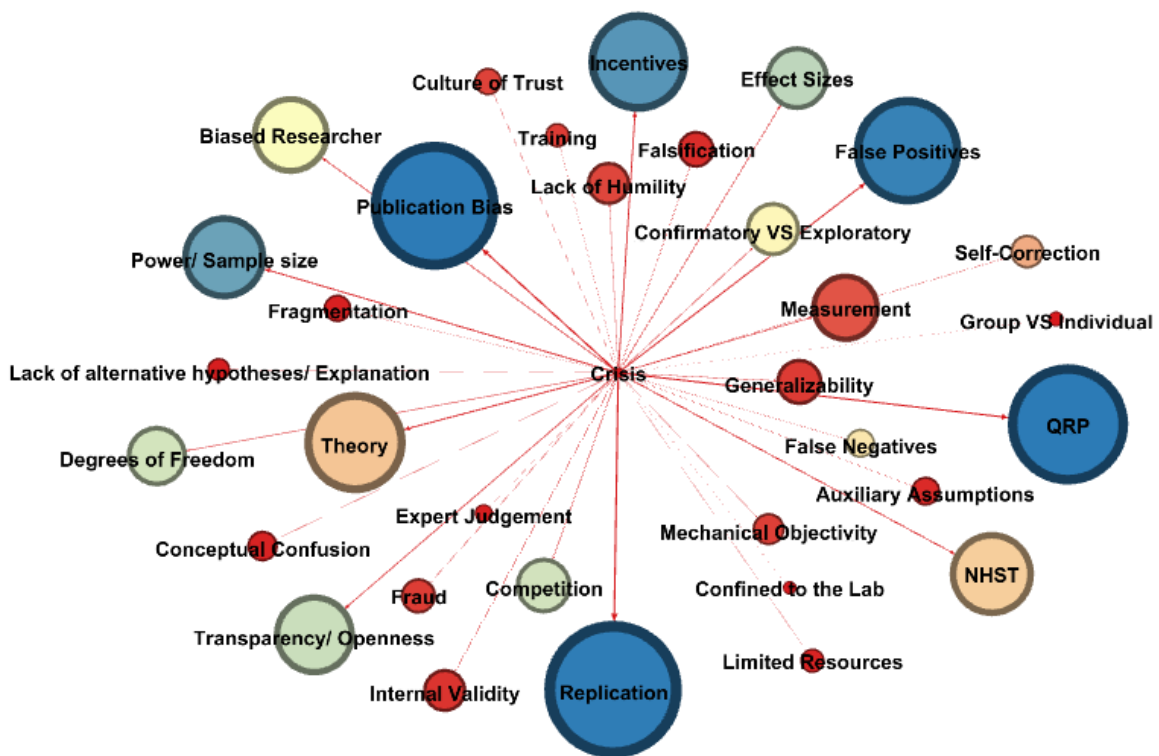 Incentives
Effect Sizes
Culture of Trust
Biased Researcher
Training
Falsification
False Positives
Lack of Humility
Publication Bias
Confirmatory VS Exploratory
Self-Correction
Power/ Sample size
Measurement
Fragmentation
Group VS Individual
Lack of alternative hypotheses/ Explanation
Crisis
Generalizability
QRP
Theory
False Negatives
Degrees of Freedom
Auxiliary Assumptions
Expert Judgement
Mechanical Objectivity
Conceptual Confusion
NHST
Competition
Confined to the Lab
Fraud
Transparency/ Openness
Limited Resources
Internal Validity
Replication